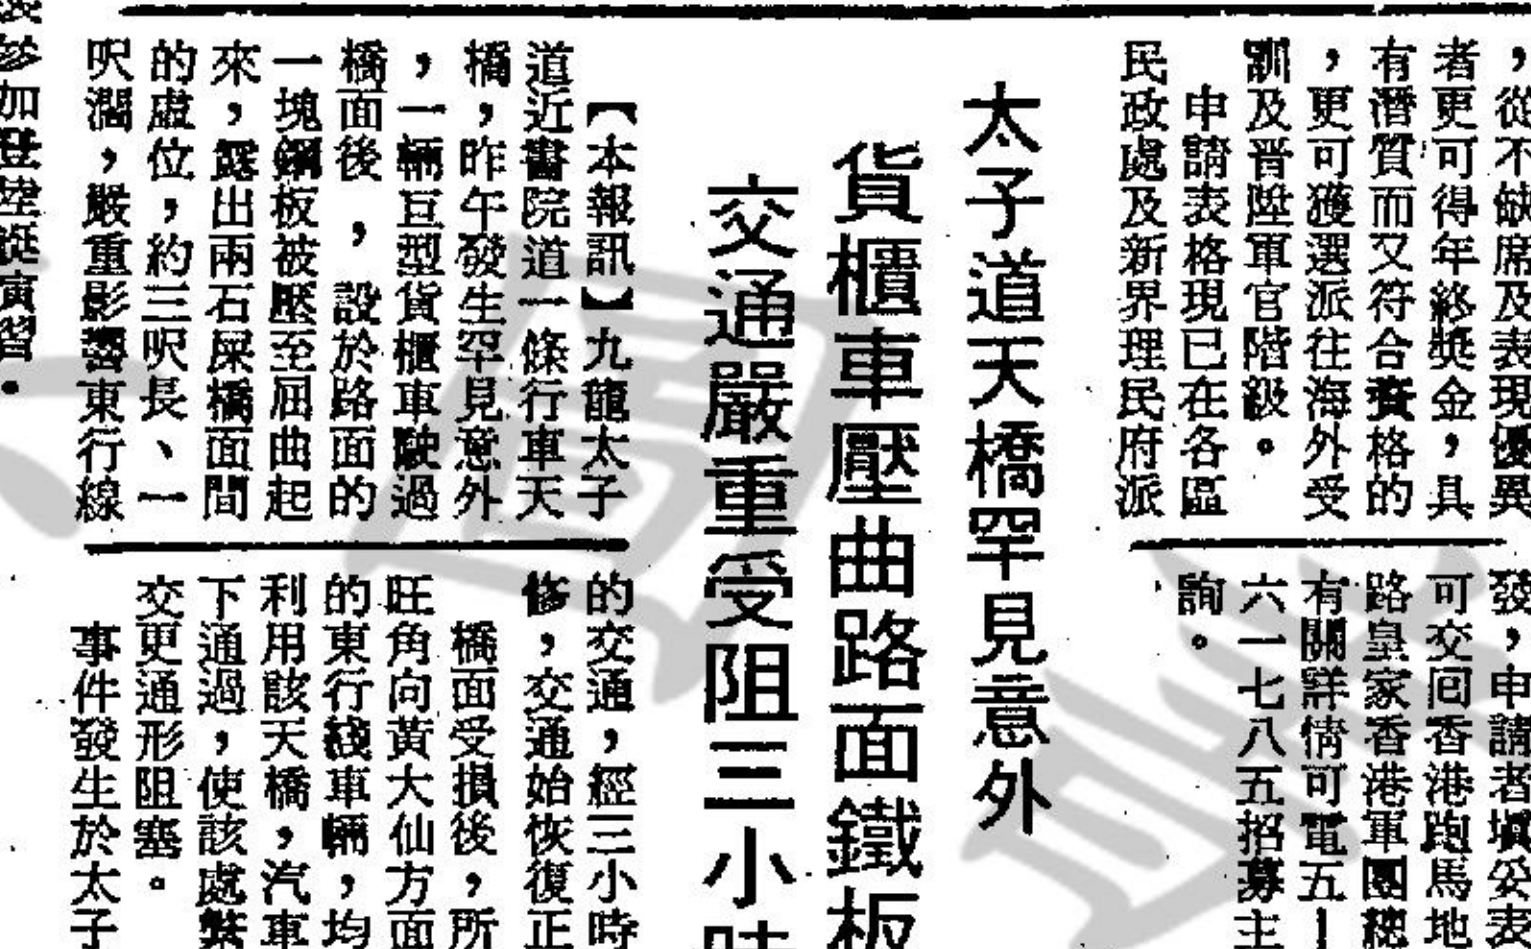 ，從不缺席及表現優異
者更可得年終獎金，具
有潛質而又符合資格的
，更可獲選派往海外受
訓及晉陞軍官階級。
申請表格現已在各區
民政處及新界理民府派
發，申請者填妥表
可交回香港跑馬地
路皇家香港軍團總
有關詳情可電五－
六一七八五招募主
詢。
太子道天橋罕見意外
貨櫃車壓曲路面鐵板
交通嚴重受阻三小時
【本報訊】九龍太子
道近書院道一條行車天
橋，昨午發生罕見意外
，一輛巨型貨櫃車駛過
橋面後，設於路面的
一塊鋼板被壓至屈曲起
來，露出兩石屎橋面間
的虛位，約三呎長、一
呎濶，嚴重影響東行線
的交通，經三小時
修，交通始恢復正
橋面受損後，所
旺角向黃大仙方面
的東行綫車輛，均
利用該天橋，汽車
下通過，使該處繁
交更通形阻塞。
事件發生於太子
參加登陸艇演習。